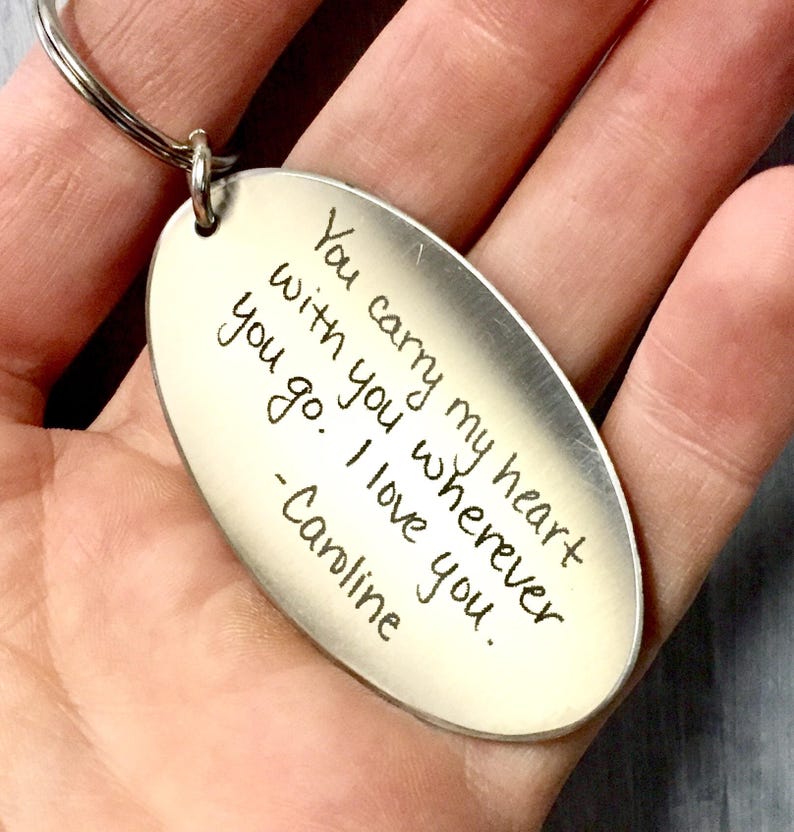 You carry my heart
with you wherever
you go. I love you.
-Caroline